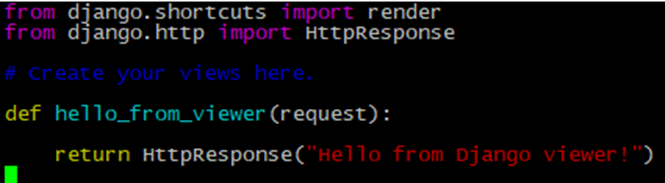 from django.shortcuts import render
from django.http import HttpResponse
# Create your views here.
def hello_from_viewer(request):
return HttpResponse("Hello from Django viewer!")